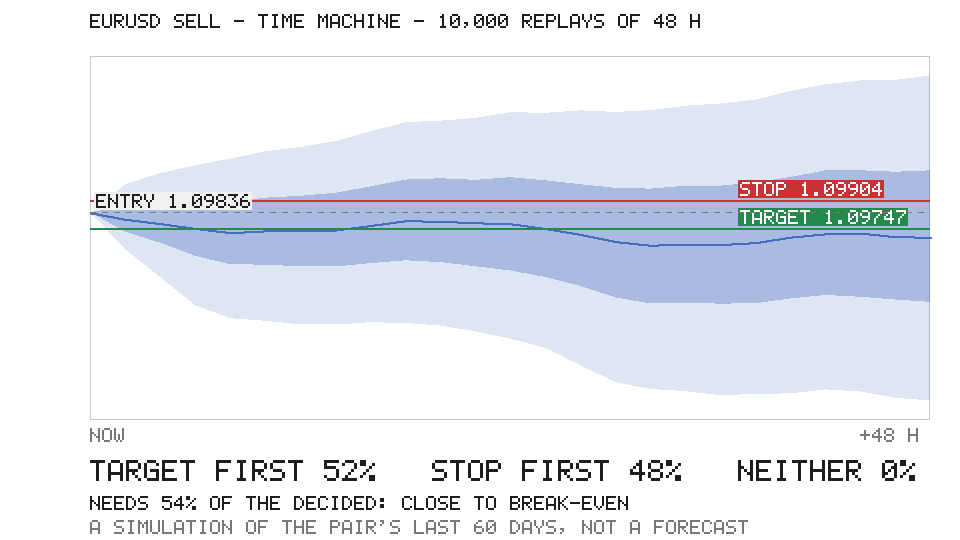 EURUSD SELL - TIME MACHINE - 10,000 REPLAYS OF 48 H
STOP 1.09904
ENTRY 1.09836
TARGET 1.09747
NOW +48 H
TARGET FIRST 52% STOP FIRST 48% NEITHER 0%
NEEDS 54% OF THE DECIDED: CLOSE TO BREAK-EVEN
A SIMULATION OF THE PAIR'S LAST 60 DAYS, NOT A FORECAST